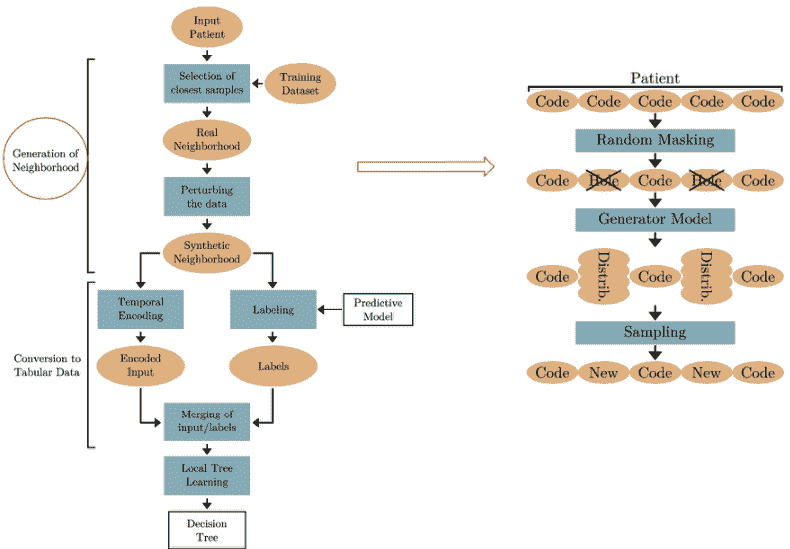 Input
Patient
Selection of
closest samples
Training
Dataset
Real
Neighborhood
Generation of
Neighborhood
Perturbing
the data
Synthetic
Neighborhood
Temporal
Encoding
Labeling
Predictive
Model
Conversion to
Tabular Data
Encoded
Input
Labels
Merging of
input/labels
Local Tree
Learning
Decision
Tree
Patient
Code Code Code Code Code
Random Masking
Code Hole Code Hole Code
Generator Model
Code Distrib. Code Distrib. Code
Sampling
Code New Code New Code